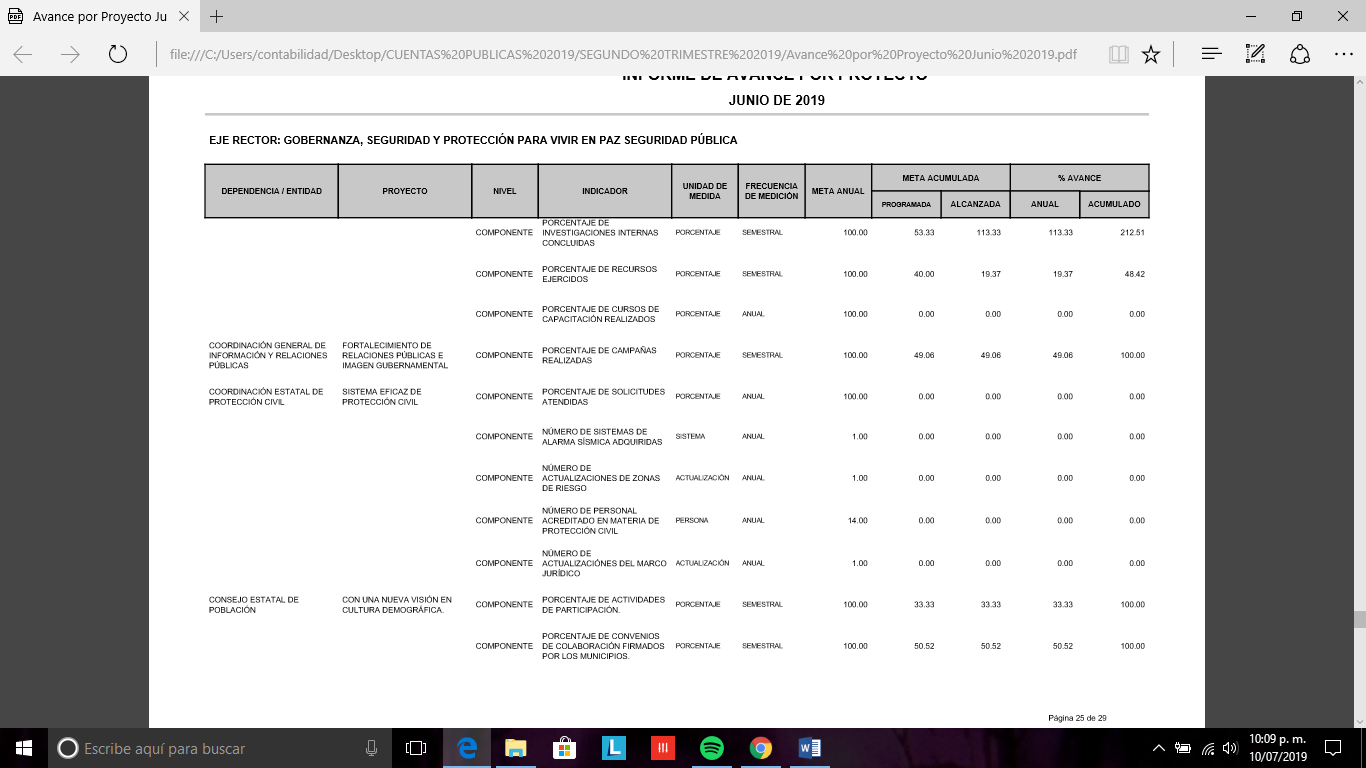 Avance por Proyecto Ju
file:///C:/Users/contabilidad/Desktop/CUENTAS%20PUBLICAS%202019/SEGUNDO%20TRIMESTRE%202019/Avance%20por%20Proyecto%20Junio%202019.pdf
INFORME DE AVANCE POR PROYECTO
JUNIO DE 2019
EJE RECTOR: GOBERNANZA, SEGURIDAD Y PROTECCIÓN PARA VIVIR EN PAZ SEGURIDAD PÚBLICA
DEPENDENCIA / ENTIDAD
PROYECTO
NIVEL
INDICADOR
UNIDAD DE
MEDIDA
FRECUENCIA
DE MEDICIÓN
META ANUAL
META ACUMULADA
PROGRAMADA
ALCANZADA
% AVANCE
ANUAL
ACUMULADO
COMPONENTE
PORCENTAJE DE
INVESTIGACIONES INTERNAS
CONCLUIDAS
PORCENTAJE SEMESTRAL 100.00 53.33 113.33 113.33 212.51
COMPONENTE
PORCENTAJE DE RECURSOS
EJERCIDOS
PORCENTAJE SEMESTRAL 100.00 40.00 19.37 19.37 48.42
COMPONENTE
PORCENTAJE DE CURSOS DE
CAPACITACIÓN REALIZADOS
PORCENTAJE ANUAL 100.00 0.00 0.00 0.00 0.00
COORDINACIÓN GENERAL DE
INFORMACIÓN Y RELACIONES
PÚBLICAS
FORTALECIMIENTO DE
RELACIONES PÚBLICAS E
IMAGEN GUBERNAMENTAL
COMPONENTE
PORCENTAJE DE CAMPAÑAS
REALIZADAS
PORCENTAJE SEMESTRAL 100.00 49.06 49.06 49.06 100.00
COORDINACIÓN ESTATAL DE
PROTECCIÓN CIVIL
SISTEMA EFICAZ DE
PROTECCIÓN CIVIL
COMPONENTE
PORCENTAJE DE SOLICITUDES
ATENDIDAS
PORCENTAJE ANUAL 100.00 0.00 0.00 0.00 0.00
COMPONENTE
NÚMERO DE SISTEMAS DE
ALARMA SÍSMICA ADQUIRIDAS
SISTEMA ANUAL 1.00 0.00 0.00 0.00 0.00
COMPONENTE
NÚMERO DE
ACTUALIZACIONES DE ZONAS
DE RIESGO
ACTUALIZACIÓN ANUAL 1.00 0.00 0.00 0.00 0.00
COMPONENTE
NÚMERO DE PERSONAL
ACREDITADO EN MATERIA DE
PROTECCIÓN CIVIL
PERSONA ANUAL 14.00 0.00 0.00 0.00 0.00
COMPONENTE
NÚMERO DE
ACTUALIZACIÓNES DEL MARCO
JURÍDICO
ACTUALIZACIÓN ANUAL 1.00 0.00 0.00 0.00 0.00
CONSEJO ESTATAL DE
POBLACIÓN
CON UNA NUEVA VISIÓN EN
CULTURA DEMOGRÁFICA.
COMPONENTE
PORCENTAJE DE ACTIVIDADES
DE PARTICIPACIÓN.
PORCENTAJE SEMESTRAL 100.00 33.33 33.33 33.33 100.00
COMPONENTE
PORCENTAJE DE CONVENIOS
DE COLABORACIÓN FIRMADOS
POR LOS MUNICIPIOS.
PORCENTAJE SEMESTRAL 100.00 50.52 50.52 50.52 100.00
Página 25 de 29
Escribe aquí para buscar
10:09 p. m.
10/07/2019